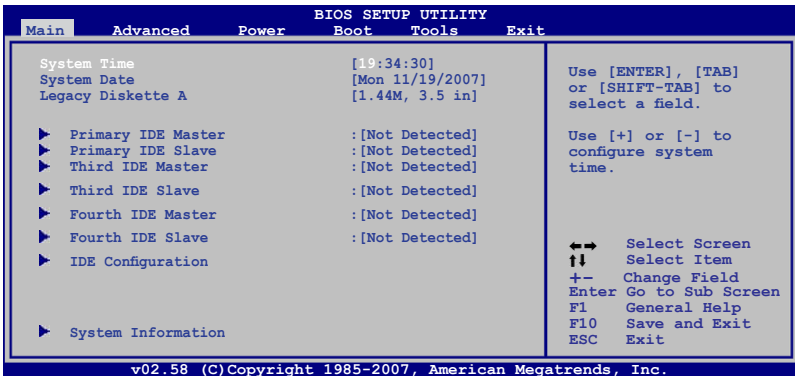 BIOS SETUP UTILITY
Main Advanced Power Boot Tools Exit
System Time [19:34:30]
System Date [Mon 11/19/2007]
Legacy Diskette A [1.44M, 3.5 in]
Primary IDE Master :[Not Detected]
Primary IDE Slave :[Not Detected]
Third IDE Master :[Not Detected]
Third IDE Slave :[Not Detected]
Fourth IDE Master :[Not Detected]
Fourth IDE Slave :[Not Detected]
IDE Configuration
System Information
Use [ENTER], [TAB]
or [SHIFT-TAB] to
select a field.
Use [+] or [-] to
configure system
time.
Select Screen
Select Item
+- Change Field
Enter Go to Sub Screen
F1 General Help
F10 Save and Exit
ESC Exit
v02.58 (C)Copyright 1985-2007, American Megatrends, Inc.